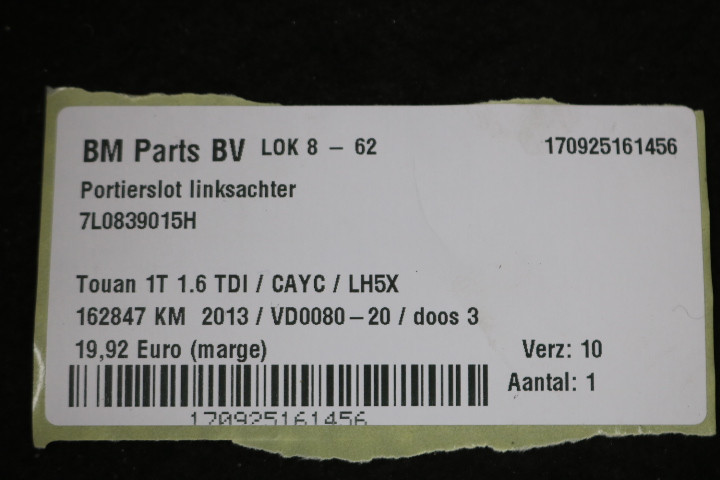 BM Parts BV LOK 8 - 62 170925161456
Portierslot linksachter
7L0839015H
Touan 1T 1.6 TDI / CAYC / LH5X
162847 KM 2013 / VD0080-20 / doos 3
19,92 Euro (marge) Verz: 10
Aantal: 1
170925161456